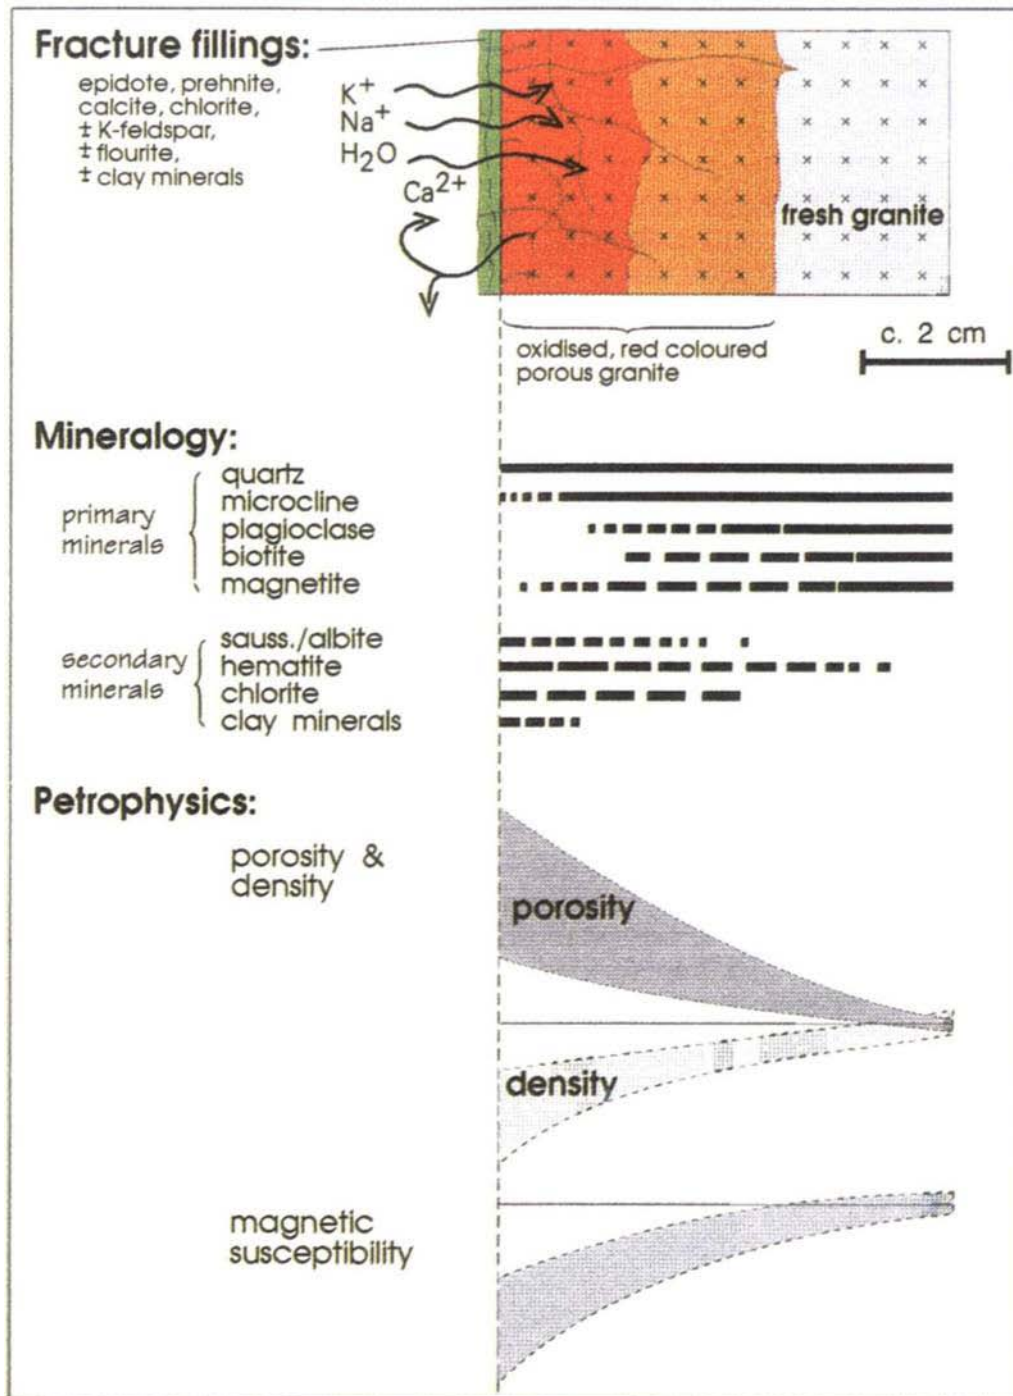 Fracture fillings:
epidote, prehnite,
calcite, chlorite,
± K-feldspar,
± flourite,
± clay minerals
K+
Na+
H2O
Ca2+
fresh granite
oxidised, red coloured
porous granite
c. 2 cm
Mineralogy:
primary
minerals
quartz
microcline
plagioclase
biotite
magnetite
secondary
minerals
sauss./albite
hematite
chlorite
clay minerals
Petrophysics:
porosity &
density
porosity
density
magnetic
susceptibility